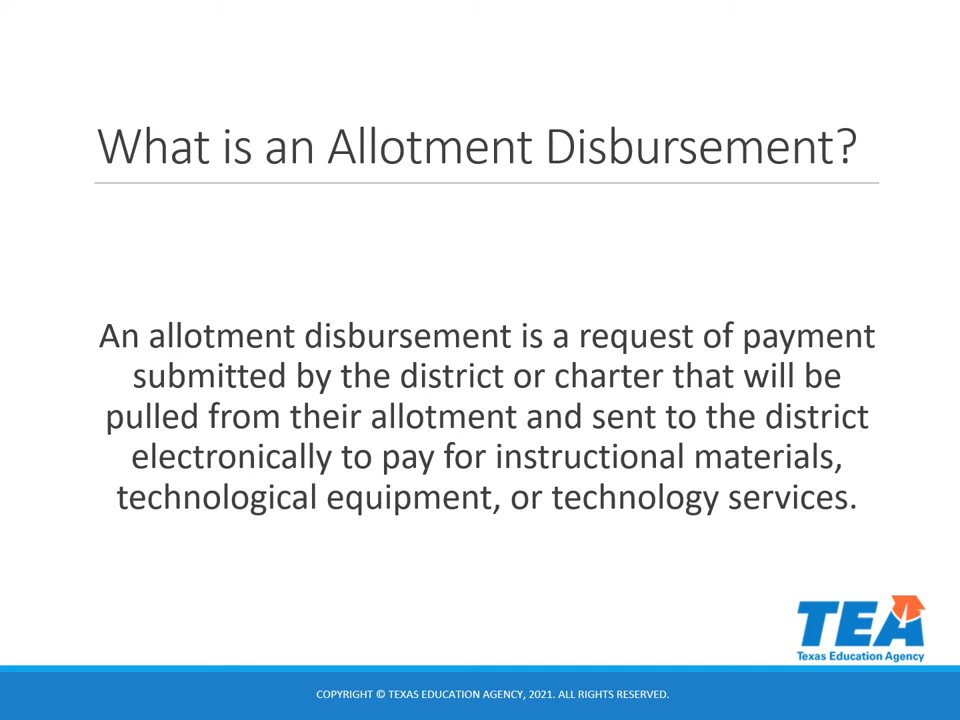 What is an Allotment Disbursement?
An allotment disbursement is a request of payment
submitted by the district or charter that will be
pulled from their allotment and sent to the district
electronically to pay for instructional materials,
technological equipment, or technology services.
TEA
Texas Education Agency
COPYRIGHT © TEXAS EDUCATION AGENCY, 2021. ALL RIGHTS RESERVED.